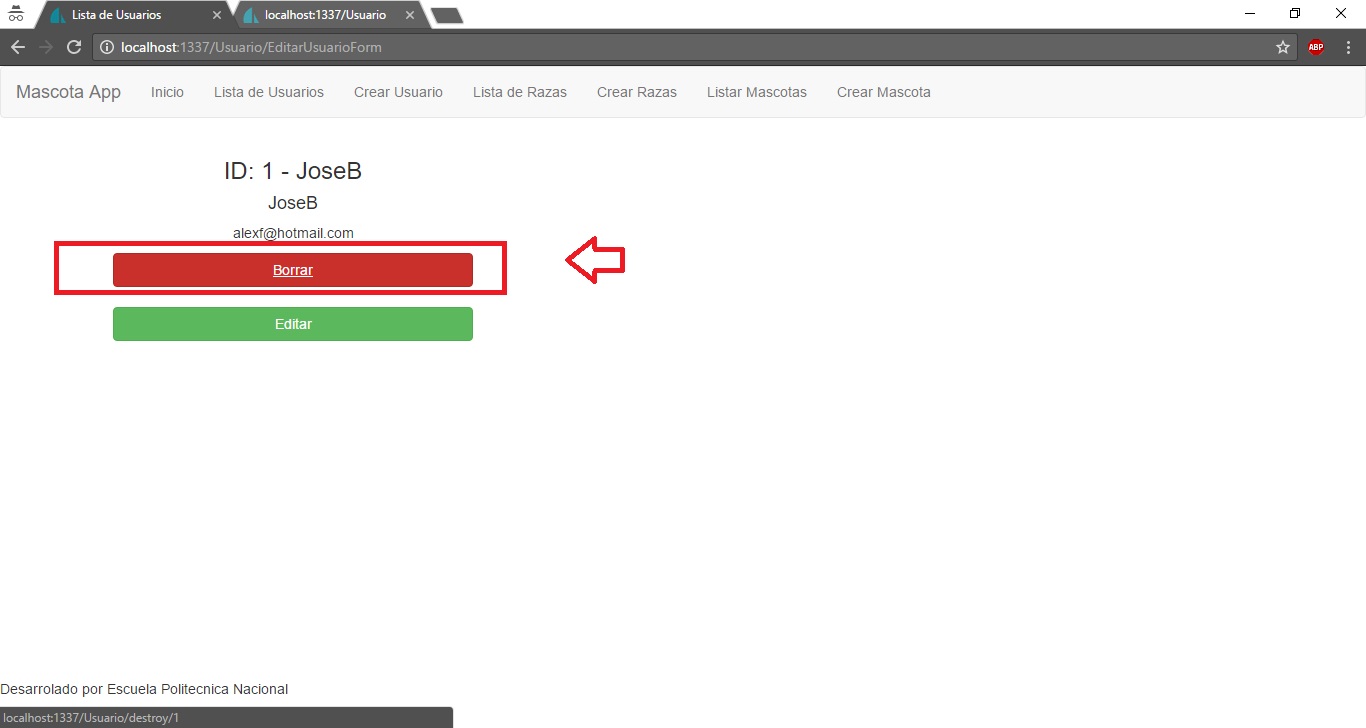 Lista de Usuarios
localhost:1337/Usuario
localhost:1337/Usuario/EditarUsuarioForm
ABP
Mascota App Inicio Lista de Usuarios Crear Usuario Lista de Razas Crear Razas Listar Mascotas Crear Mascota
ID: 1 - JoseB
JoseB
alexf@hotmail.com
Borrar
Editar
Desarrolado por Escuela Politecnica Nacional
localhost:1337/Usuario/destroy/1